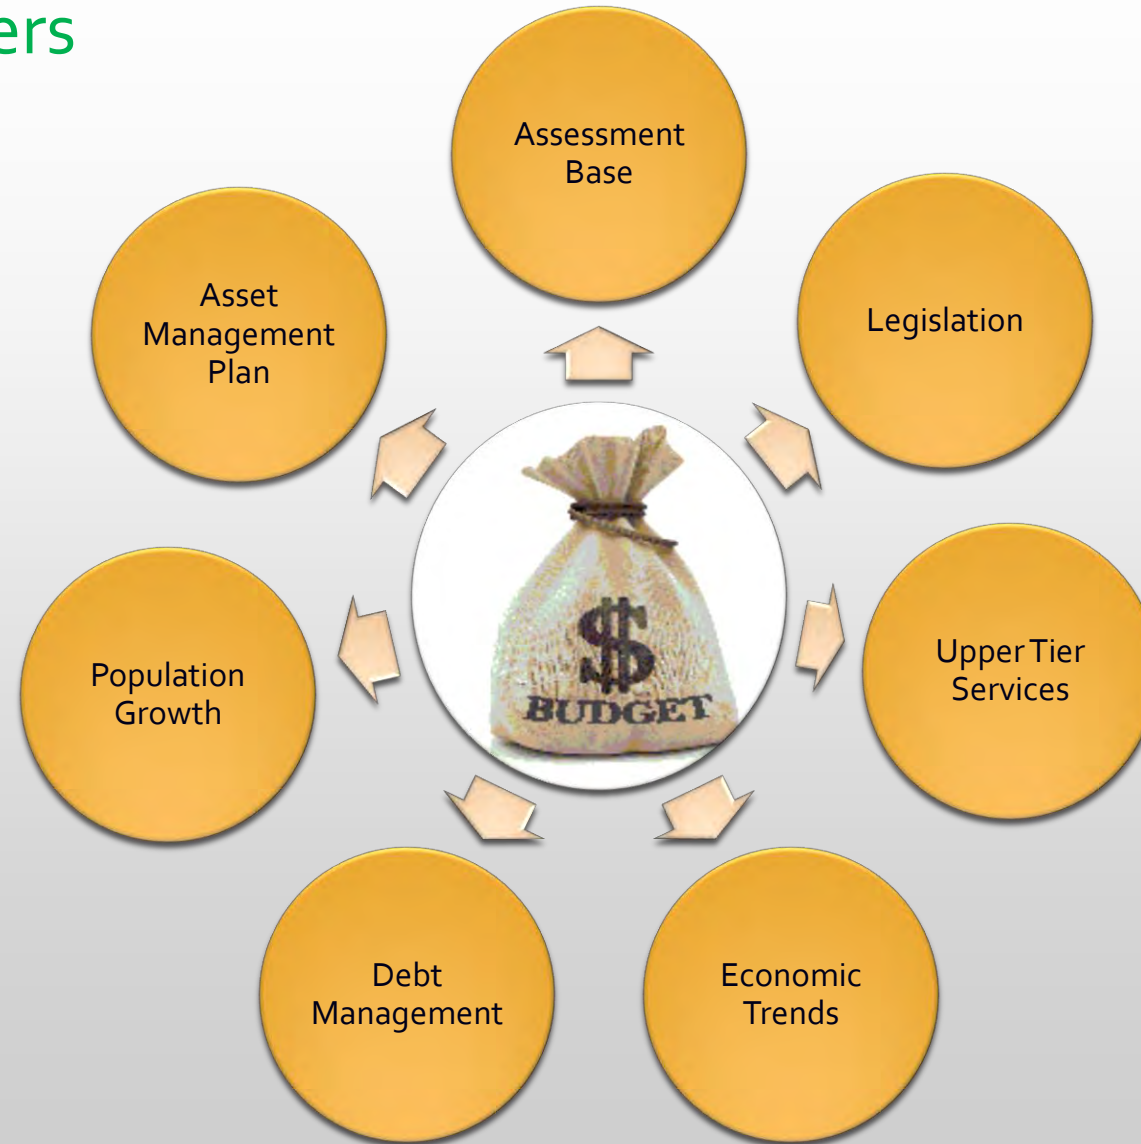 ers
Assessment
Base
Legislation
Upper Tier
Services
Economic
Trends
Debt
Management
Population
Growth
Asset
Management
Plan
$
BUDGET